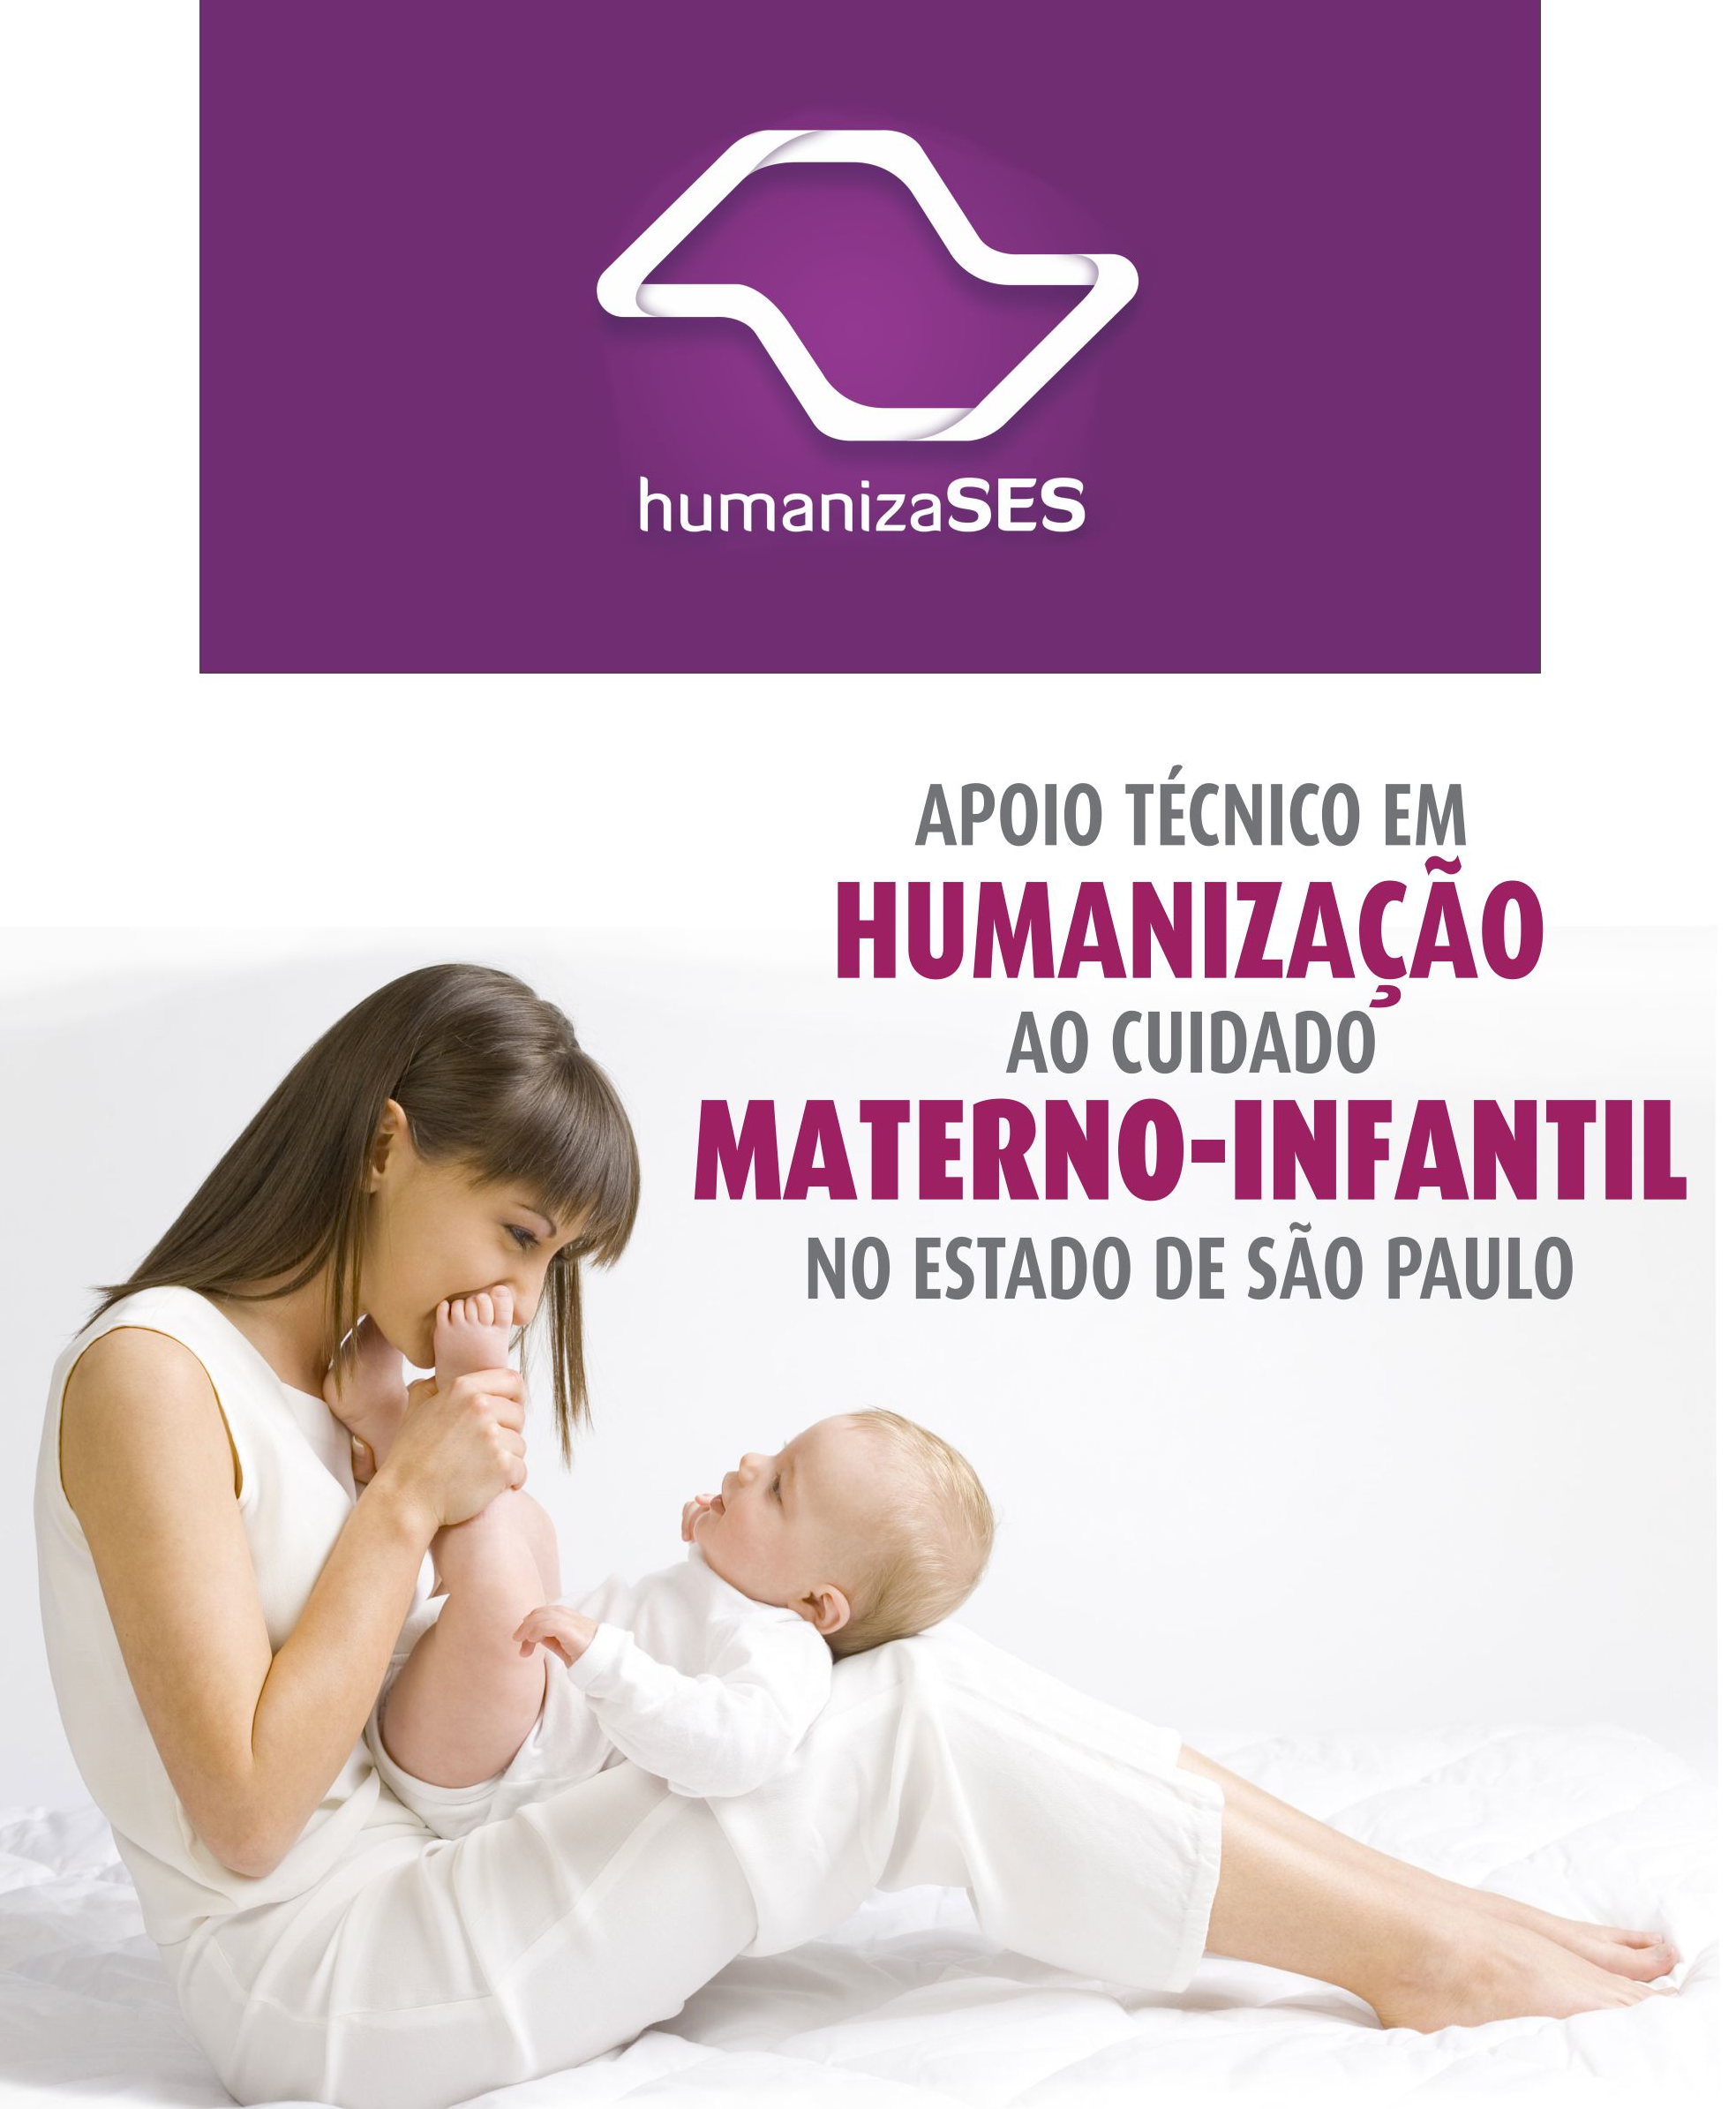 humanizaSES
APOIO TÉCNICO EM
HUMANIZAÇÃO
AO CUIDADO
MATERNO-INFANTIL
NO ESTADO DE SÃO PAULO